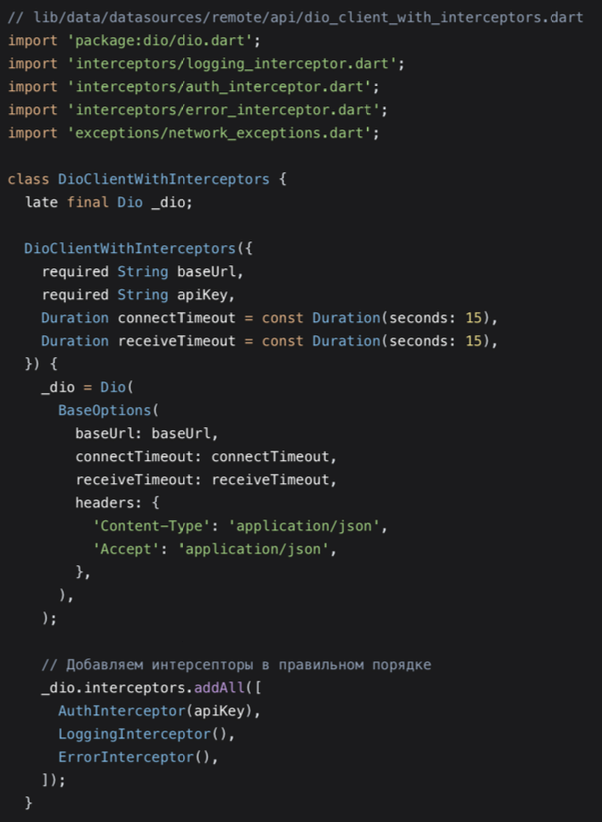 // lib/data/datasources/remote/api/dio_client_with_interceptors.dart
import 'package:dio/dio.dart';
import 'interceptors/logging_interceptor.dart';
import 'interceptors/auth_interceptor.dart';
import 'interceptors/error_interceptor.dart';
import 'exceptions/network_exceptions.dart';

class DioClientWithInterceptors {
  late final Dio _dio;

  DioClientWithInterceptors({
    required String baseUrl,
    required String apiKey,
    Duration connectTimeout = const Duration(seconds: 15),
    Duration receiveTimeout = const Duration(seconds: 15),
  }) {
    _dio = Dio(
      BaseOptions(
        baseUrl: baseUrl,
        connectTimeout: connectTimeout,
        receiveTimeout: receiveTimeout,
        headers: {
          'Content-Type': 'application/json',
          'Accept': 'application/json',
        },
      ),
    );

    // Добавляем интерсепторы в правильном порядке
    _dio.interceptors.addAll([
      AuthInterceptor(apiKey),
      LoggingInterceptor(),
      ErrorInterceptor(),
    ]);
  }